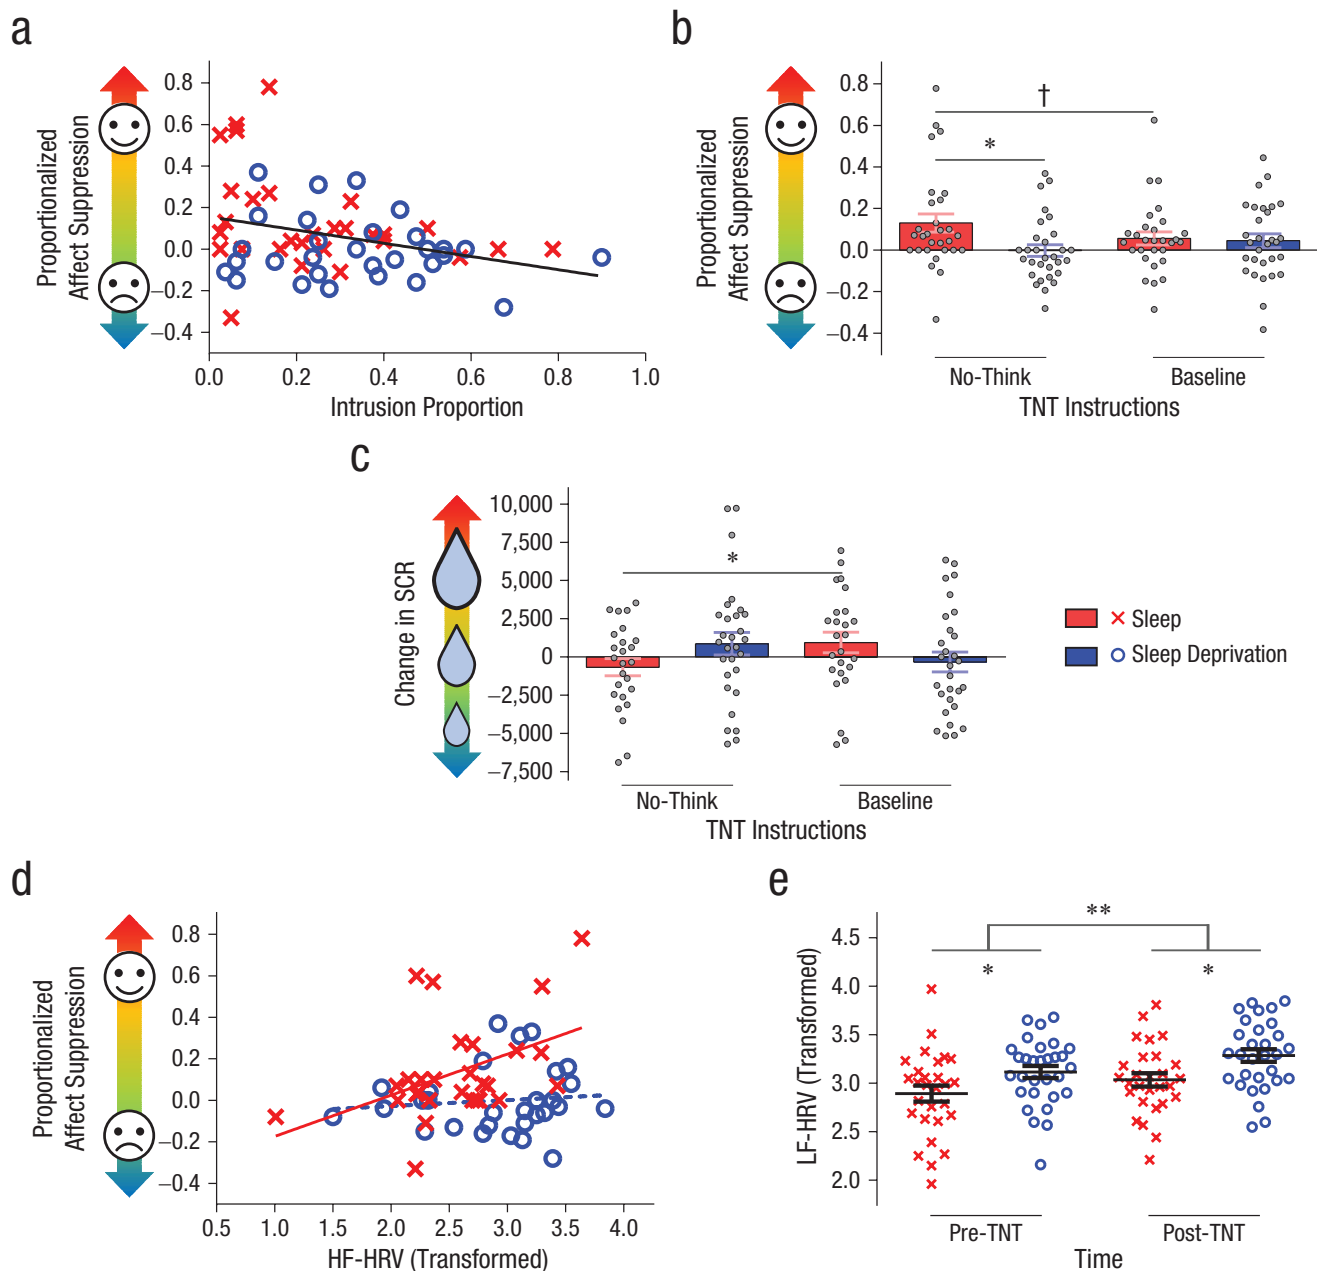 a
Proportionalized
Affect Suppression
0.8
0.6
0.4
0.2
0.0
−0.2
−0.4
0.0 0.2 0.4 0.6 0.8 1.0
Intrusion Proportion
b
Proportionalized
Affect Suppression
0.8
0.6
0.4
0.2
0.0
−0.2
−0.4
†
*
No-Think Baseline
TNT Instructions
c
Change in SCR
10,000
7,500
5,000
2,500
0
−2,500
−5,000
−7,500
*
No-Think Baseline
TNT Instructions
Sleep
Sleep Deprivation
d
Proportionalized
Affect Suppression
0.8
0.6
0.4
0.2
0.0
−0.2
−0.4
0.5 1.0 1.5 2.0 2.5 3.0 3.5 4.0
HF-HRV (Transformed)
e
LF-HRV (Transformed)
4.5
4.0
3.5
3.0
2.5
2.0
**
* *
Pre-TNT Post-TNT
Time